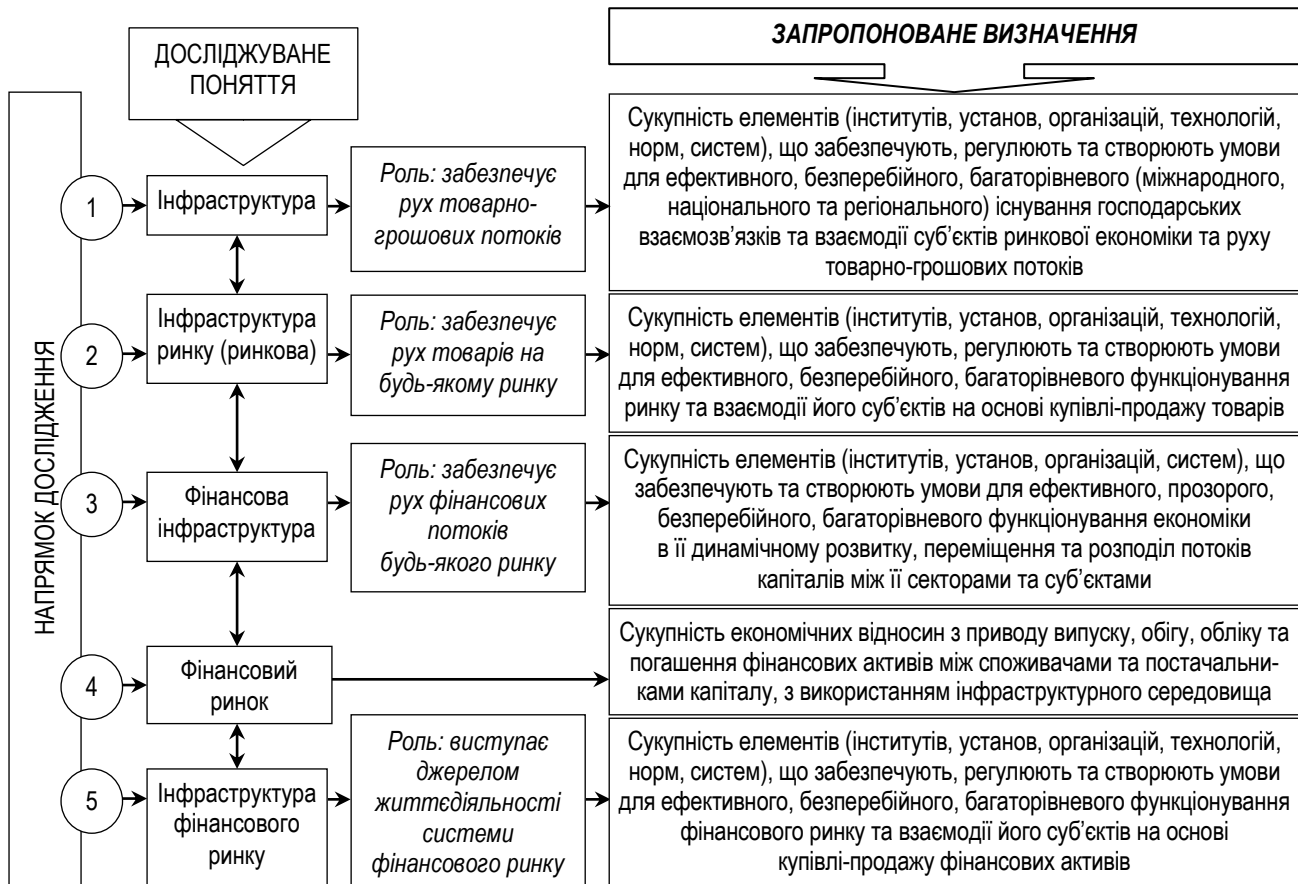 ДОСЛІДЖУВАНЕ
ПОНЯТТЯ
ЗАПРОПОНОВАНЕ ВИЗНАЧЕННЯ
НАПРЯМОК ДОСЛІДЖЕННЯ
1
Інфраструктура
Роль: забезпечує
рух товарно-
грошових потоків
Сукупність елементів (інститутів, установ, організацій, технологій,
норм, систем), що забезпечують, регулюють та створюють умови
для ефективного, безперебійного, багаторівневого (міжнародного,
національного та регіонального) існування господарських
взаємозв’язків та взаємодії суб’єктів ринкової економіки та руху
товарно-грошових потоків
2
Інфраструктура
ринку (ринкова)
Роль: забезпечує
рух товарів на
будь-якому ринку
Сукупність елементів (інститутів, установ, організацій, технологій,
норм, систем), що забезпечують, регулюють та створюють умови
для ефективного, безперебійного, багаторівневого функціонування
ринку та взаємодії його суб’єктів на основі купівлі-продажу товарів
3
Фінансова
інфраструктура
Роль: забезпечує
рух фінансових
потоків
будь-якого ринку
Сукупність елементів (інститутів, установ, організацій, систем), що
забезпечують та створюють умови для ефективного, прозорого,
безперебійного, багаторівневого функціонування економіки
в її динамічному розвитку, переміщення та розподіл потоків
капіталів між її секторами та суб’єктами
4
Фінансовий
ринок
Сукупність економічних відносин з приводу випуску, обігу, обліку та
погашення фінансових активів між споживачами та постачальни-
ками капіталу, з використанням інфраструктурного середовища
5
Інфраструктура
фінансового
ринку
Роль: виступає
джерелом
життєдіяльності
системи
фінансового ринку
Сукупність елементів (інститутів, установ, організацій, технологій,
норм, систем), що забезпечують, регулюють та створюють умови
для ефективного, безперебійного, багаторівневого функціонування
фінансового ринку та взаємодії його суб’єктів на основі
купівлі-продажу фінансових активів